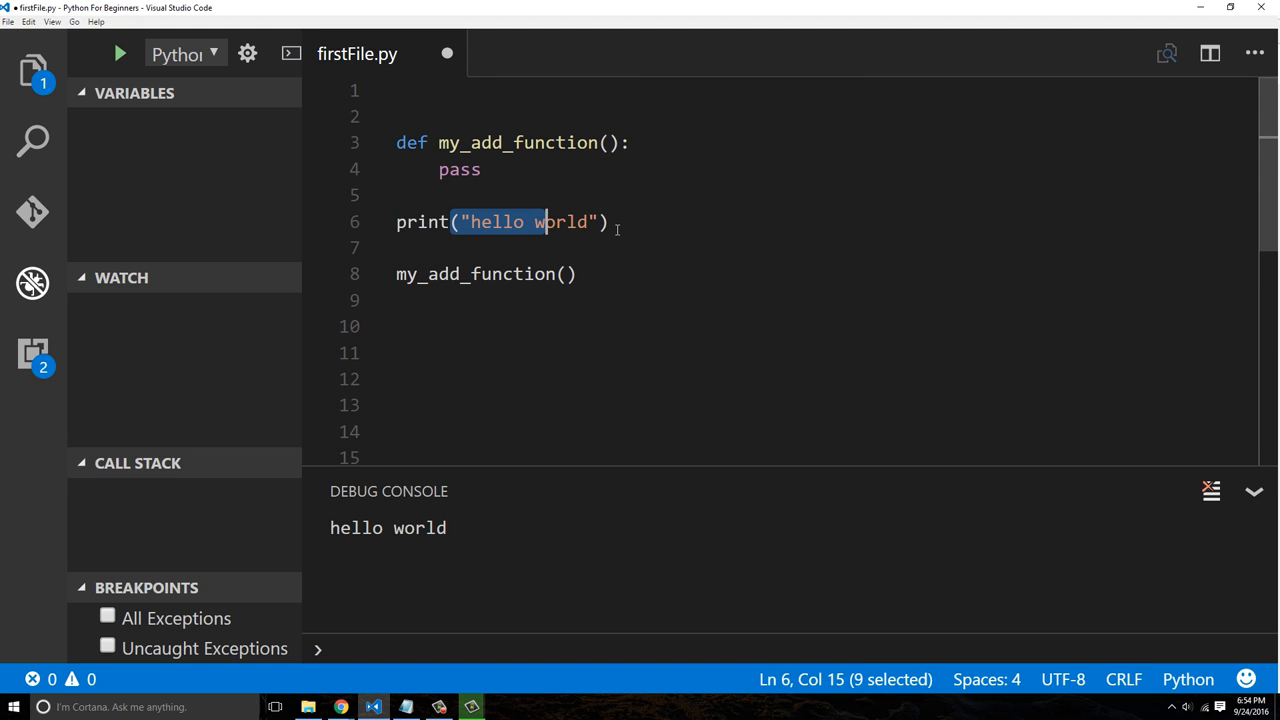 ● firstFile.py - Python For Beginners - Visual Studio Code
File Edit View Go Help
Python
firstFile.py
1
VARIABLES
WATCH
CALL STACK
BREAKPOINTS
All Exceptions
Uncaught Exceptions
2
1
2
3 def my_add_function():
4 pass
5
6 print("hello world")
7
8 my_add_function()
9
10
11
12
13
14
15
DEBUG CONSOLE
hello world
0 0
Ln 6, Col 15 (9 selected) Spaces: 4 UTF-8 CRLF Python
I'm Cortana. Ask me anything.
6:54 PM
9/24/2016